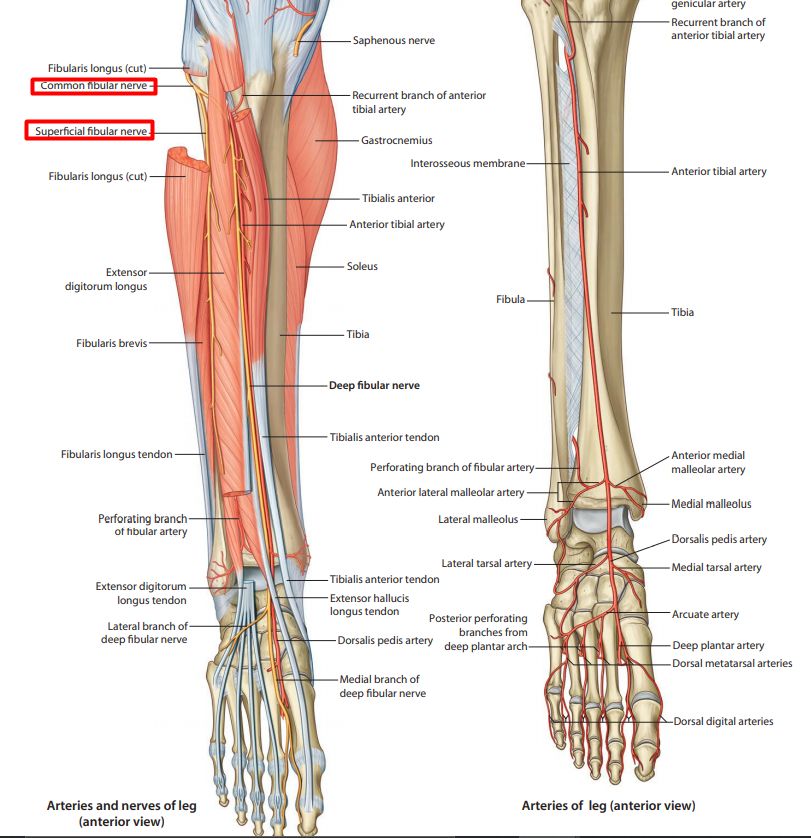 Saphenous nerve
Fibularis longus (cut)
Common fibular nerve
Recurrent branch of anterior
tibial artery
Superficial fibular nerve
Gastrocnemius
Fibularis longus (cut)
Tibialis anterior
Anterior tibial artery
Extensor
digitorum longus
Soleus
Fibularis brevis
Tibia
Deep fibular nerve
Tibialis anterior tendon
Fibularis longus tendon
Perforating branch
of fibular artery
Extensor digitorum
longus tendon
Tibialis anterior tendon
Extensor hallucis
longus tendon
Lateral branch of
deep fibular nerve
Dorsalis pedis artery
Medial branch of
deep fibular nerve
Arteries and nerves of leg
(anterior view)
genicular artery
Recurrent branch of
anterior tibial artery
Interosseous membrane
Anterior tibial artery
Fibula
Tibia
Perforating branch of fibular artery
Anterior medial
malleolar artery
Anterior lateral malleolar artery
Medial malleolus
Lateral malleolus
Dorsalis pedis artery
Lateral tarsal artery
Medial tarsal artery
Arcuate artery
Posterior perforating
branches from
deep plantar arch
Deep plantar artery
Dorsal metatarsal arteries
Dorsal digital arteries
Arteries of leg (anterior view)